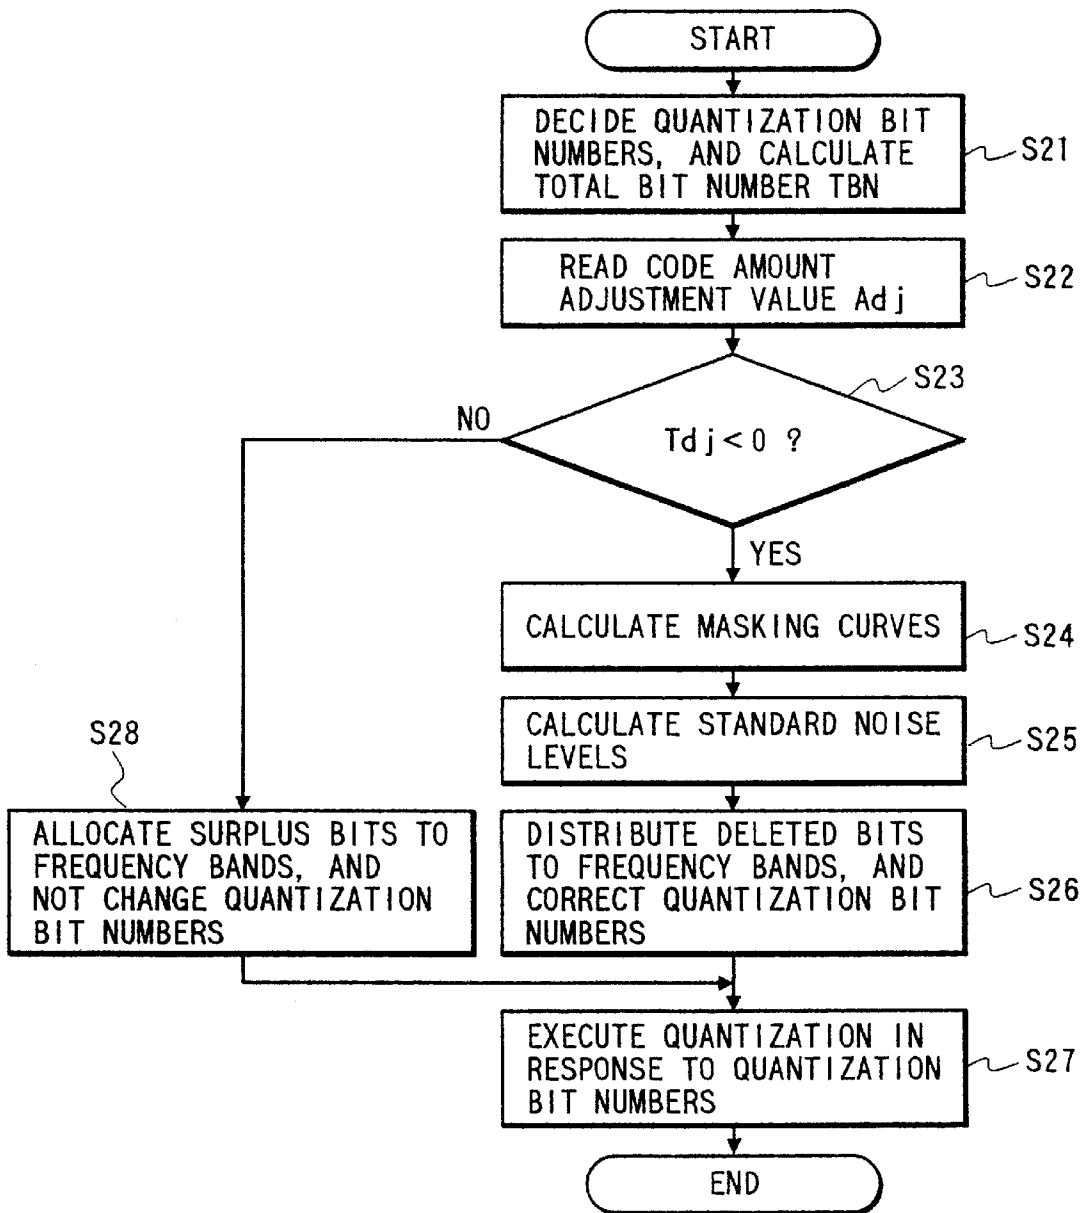 START
DECIDE QUANTIZATION BIT
NUMBERS, AND CALCULATE
TOTAL BIT NUMBER TBN
S21
READ CODE AMOUNT
ADJUSTMENT VALUE Adj
S22
S23
Tdj<0 ?
NO
YES
CALCULATE MASKING CURVES
S24
CALCULATE STANDARD NOISE
LEVELS
S25
S28
ALLOCATE SURPLUS BITS TO
FREQUENCY BANDS, AND
NOT CHANGE QUANTIZATION
BIT NUMBERS
DISTRIBUTE DELETED BITS
TO FREQUENCY BANDS, AND
CORRECT QUANTIZATION BIT
NUMBERS
S26
EXECUTE QUANTIZATION IN
RESPONSE TO QUANTIZATION
BIT NUMBERS
S27
END